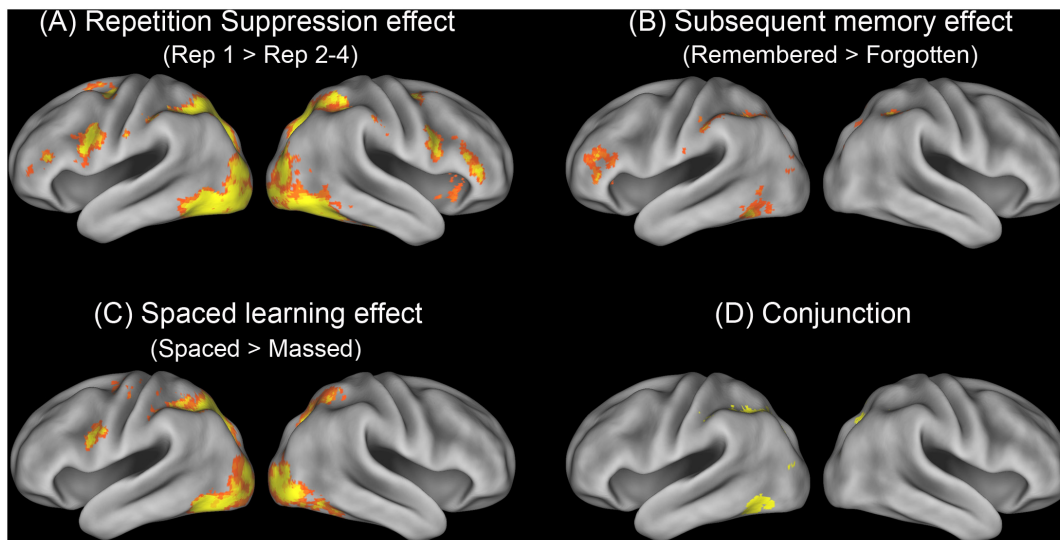 (A) Repetition Suppression effect
(Rep 1 > Rep 2-4)
(B) Subsequent memory effect
(Remembered > Forgotten)
(C) Spaced learning effect
(Spaced > Massed)
(D) Conjunction